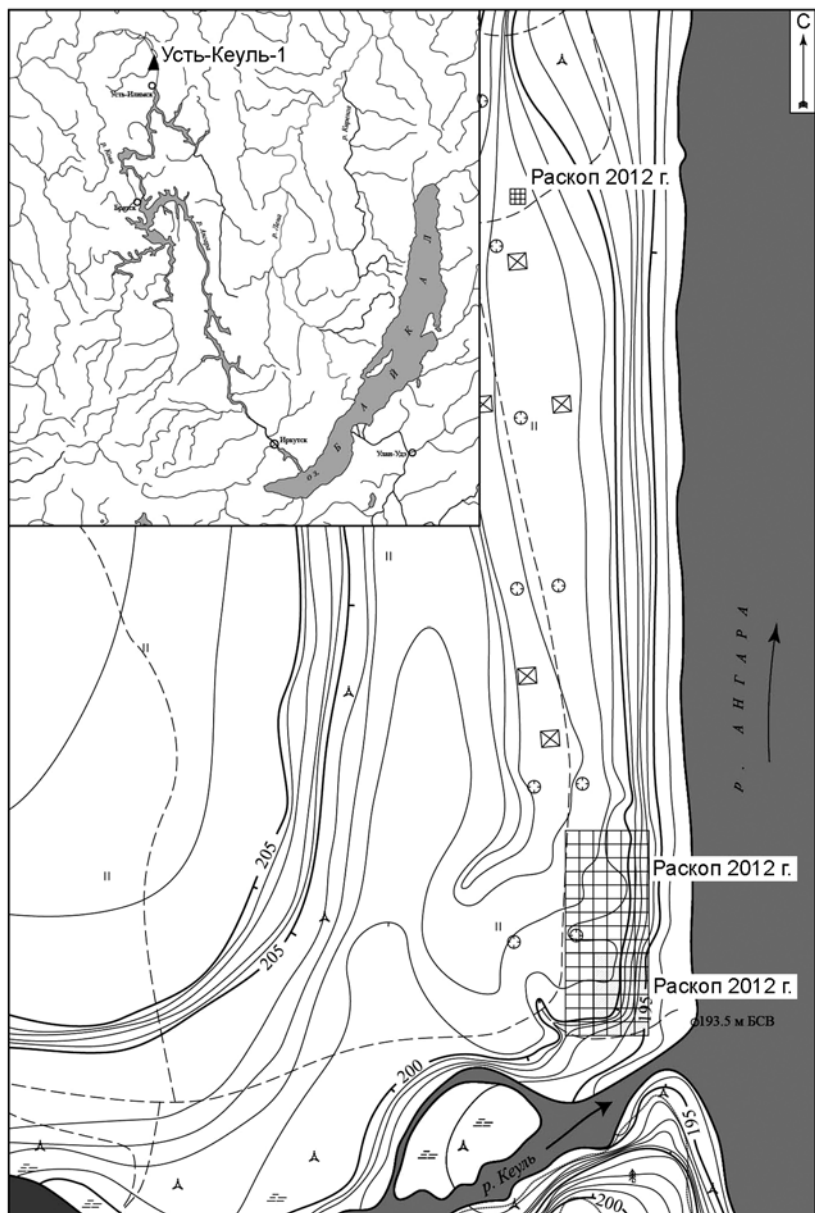 Усть-Кеуль-1
С
Усть-Илимск
р. Киренга
Раскоп 2012 г.
Братск
р. Лена
р. Ангара
Иркутск
Улан-Удэ
оз. БАЙКАЛ
р. АНГАРА
205
Раскоп 2012 г.
205
Раскоп 2012 г.
195
193.5 м БСВ
200
195
р. Кеуль
200